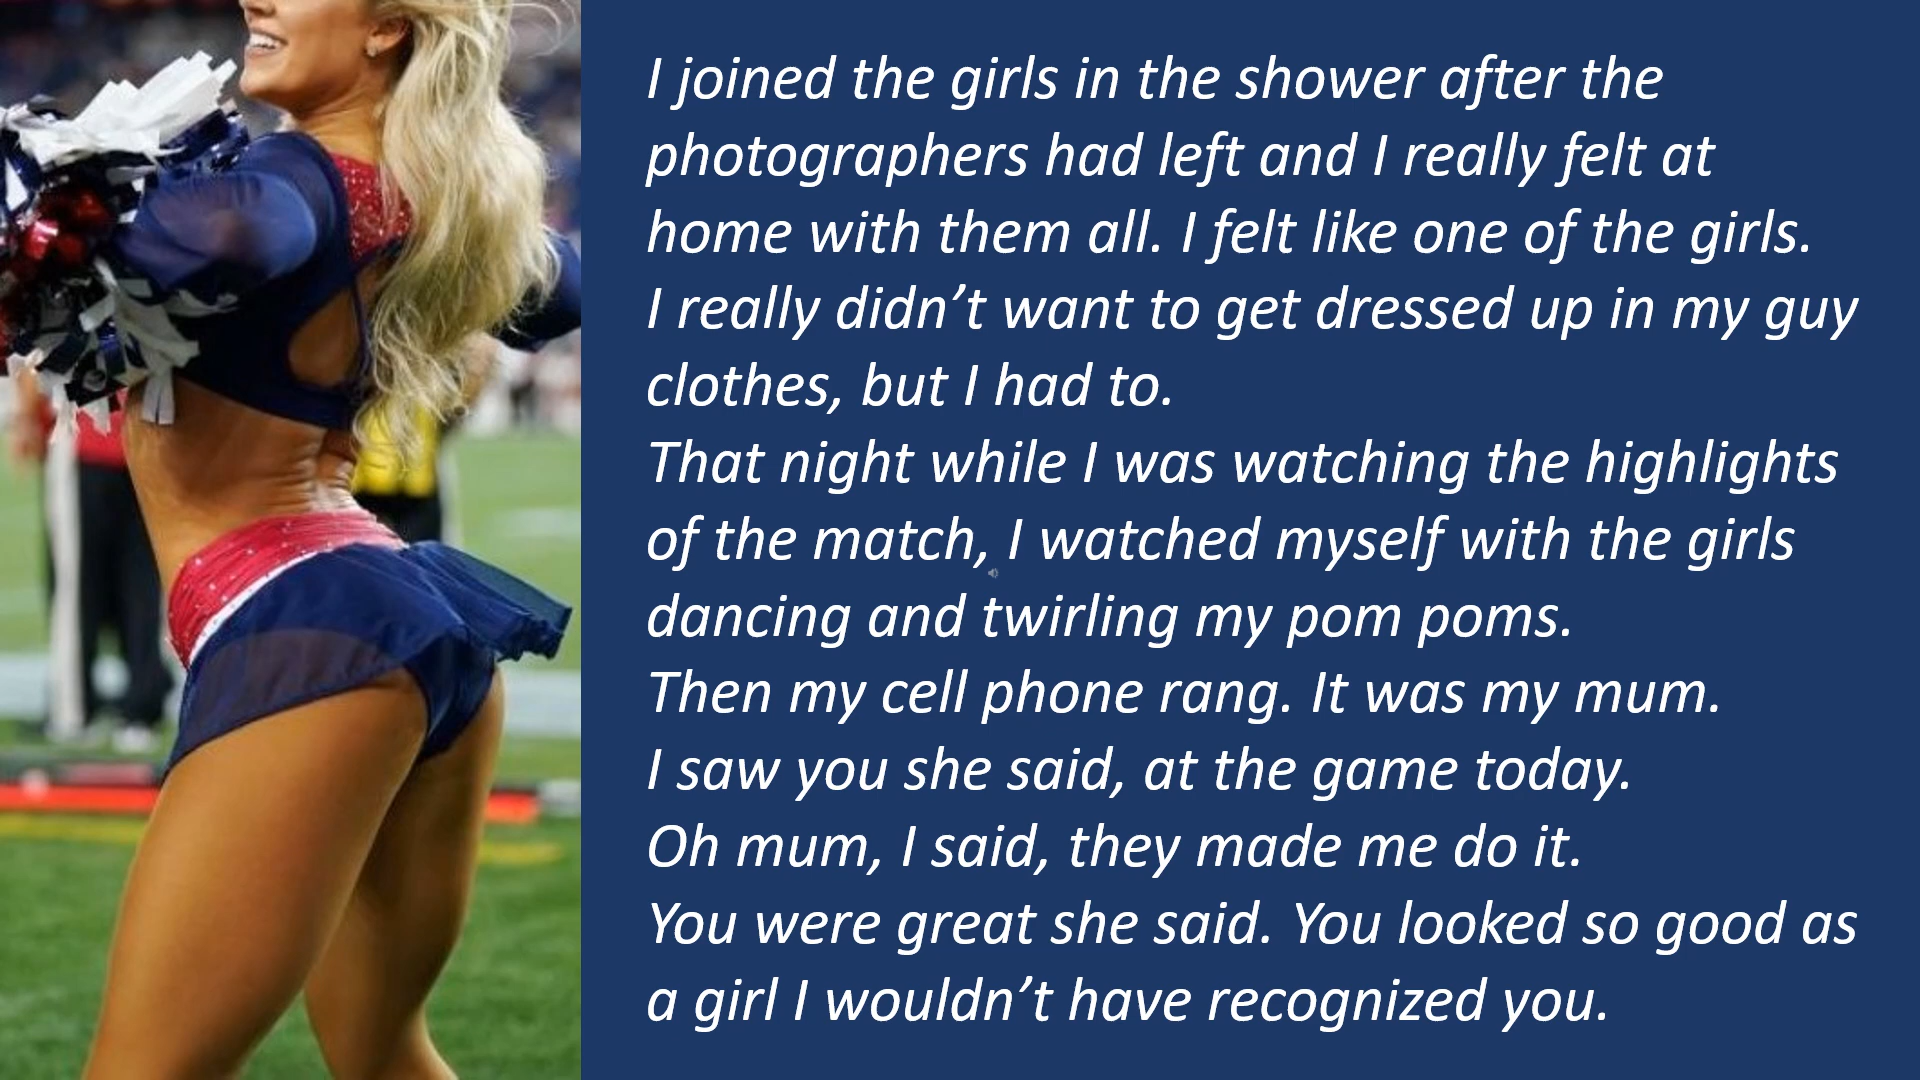 I joined the girls in the shower after the
photographers had left and I really felt at
home with them all. I felt like one of the girls.
I really didn’t want to get dressed up in my guy
clothes, but I had to.
That night while I was watching the highlights
of the match, I watched myself with the girls
dancing and twirling my pom poms.
Then my cell phone rang. It was my mum.
I saw you she said, at the game today.
Oh mum, I said, they made me do it.
You were great she said. You looked so good as
a girl I wouldn’t have recognized you.